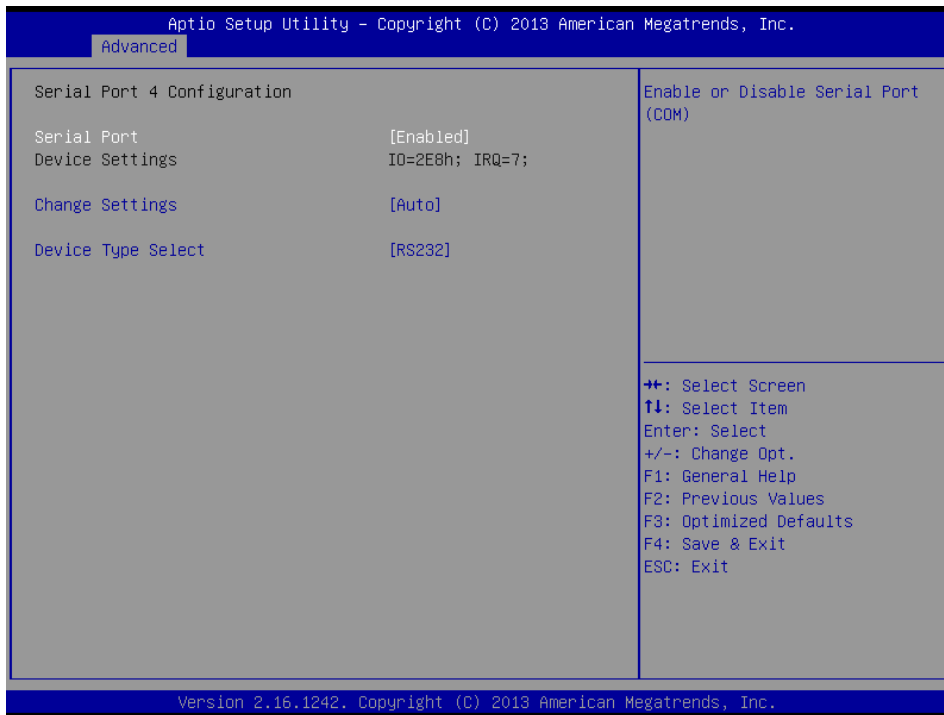 Aptio Setup Utility – Copyright (C) 2013 American Megatrends, Inc.
Advanced
Serial Port 4 Configuration
Serial Port [Enabled]
Device Settings IO=2E8h; IRQ=7;
Change Settings [Auto]
Device Type Select [RS232]
Enable or Disable Serial Port
(COM)
→←: Select Screen
↑↓: Select Item
Enter: Select
+/-: Change Opt.
F1: General Help
F2: Previous Values
F3: Optimized Defaults
F4: Save & Exit
ESC: Exit
Version 2.16.1242. Copyright (C) 2013 American Megatrends, Inc.